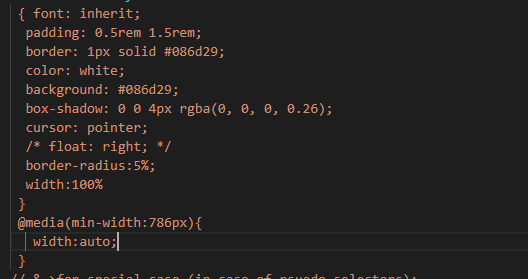 { font: inherit;
padding: 0.5rem 1.5rem;
border: 1px solid #086d29;
color: white;
background: #086d29;
box-shadow: 0 0 4px rgba(0, 0, 0, 0.26);
cursor: pointer;
/* float: right; */
border-radius:5%;
width:100%
}
@media(min-width:786px){
width:auto;
}
// & ->for special case (in case of psuedo selectors);